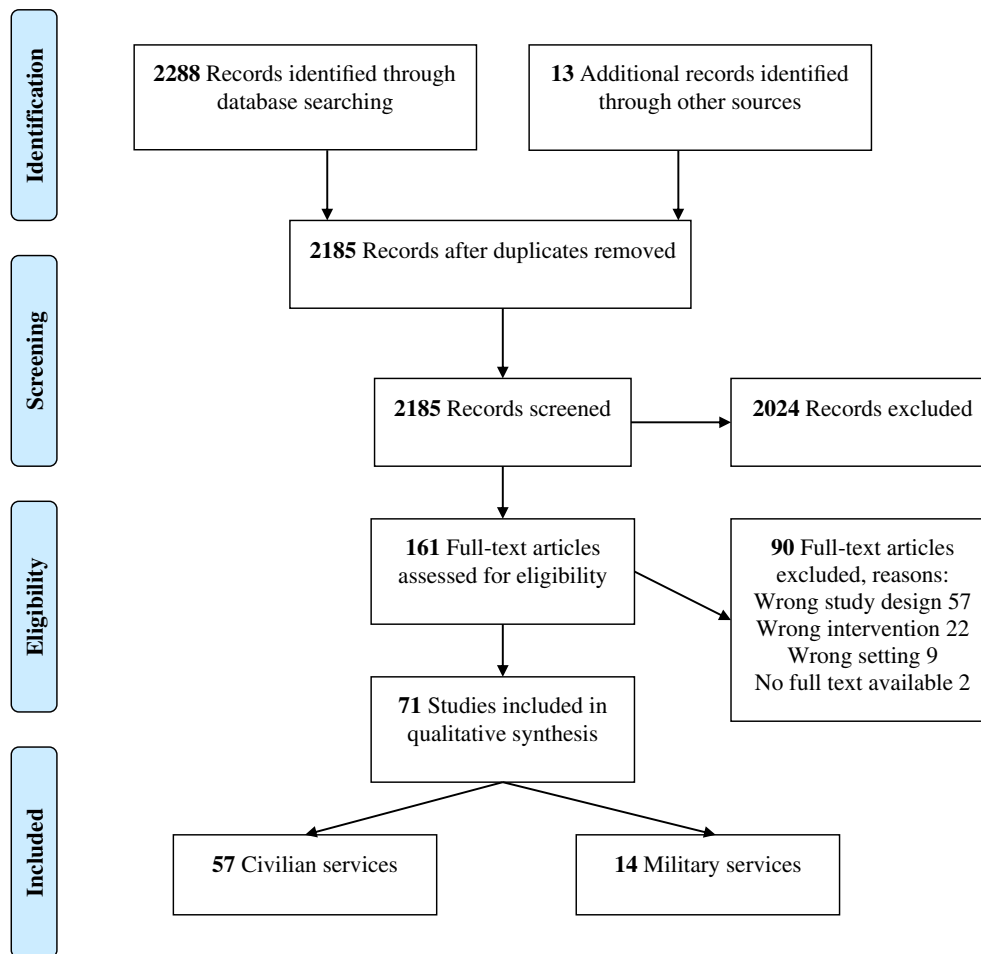 Identification
2288 Records identified through
database searching
13 Additional records identified
through other sources
2185 Records after duplicates removed
Screening
2185 Records screened
2024 Records excluded
Eligibility
161 Full-text articles
assessed for eligibility
90 Full-text articles
excluded, reasons:
Wrong study design 57
Wrong intervention 22
Wrong setting 9
No full text available 2
71 Studies included in
qualitative synthesis
Included
57 Civilian services
14 Military services